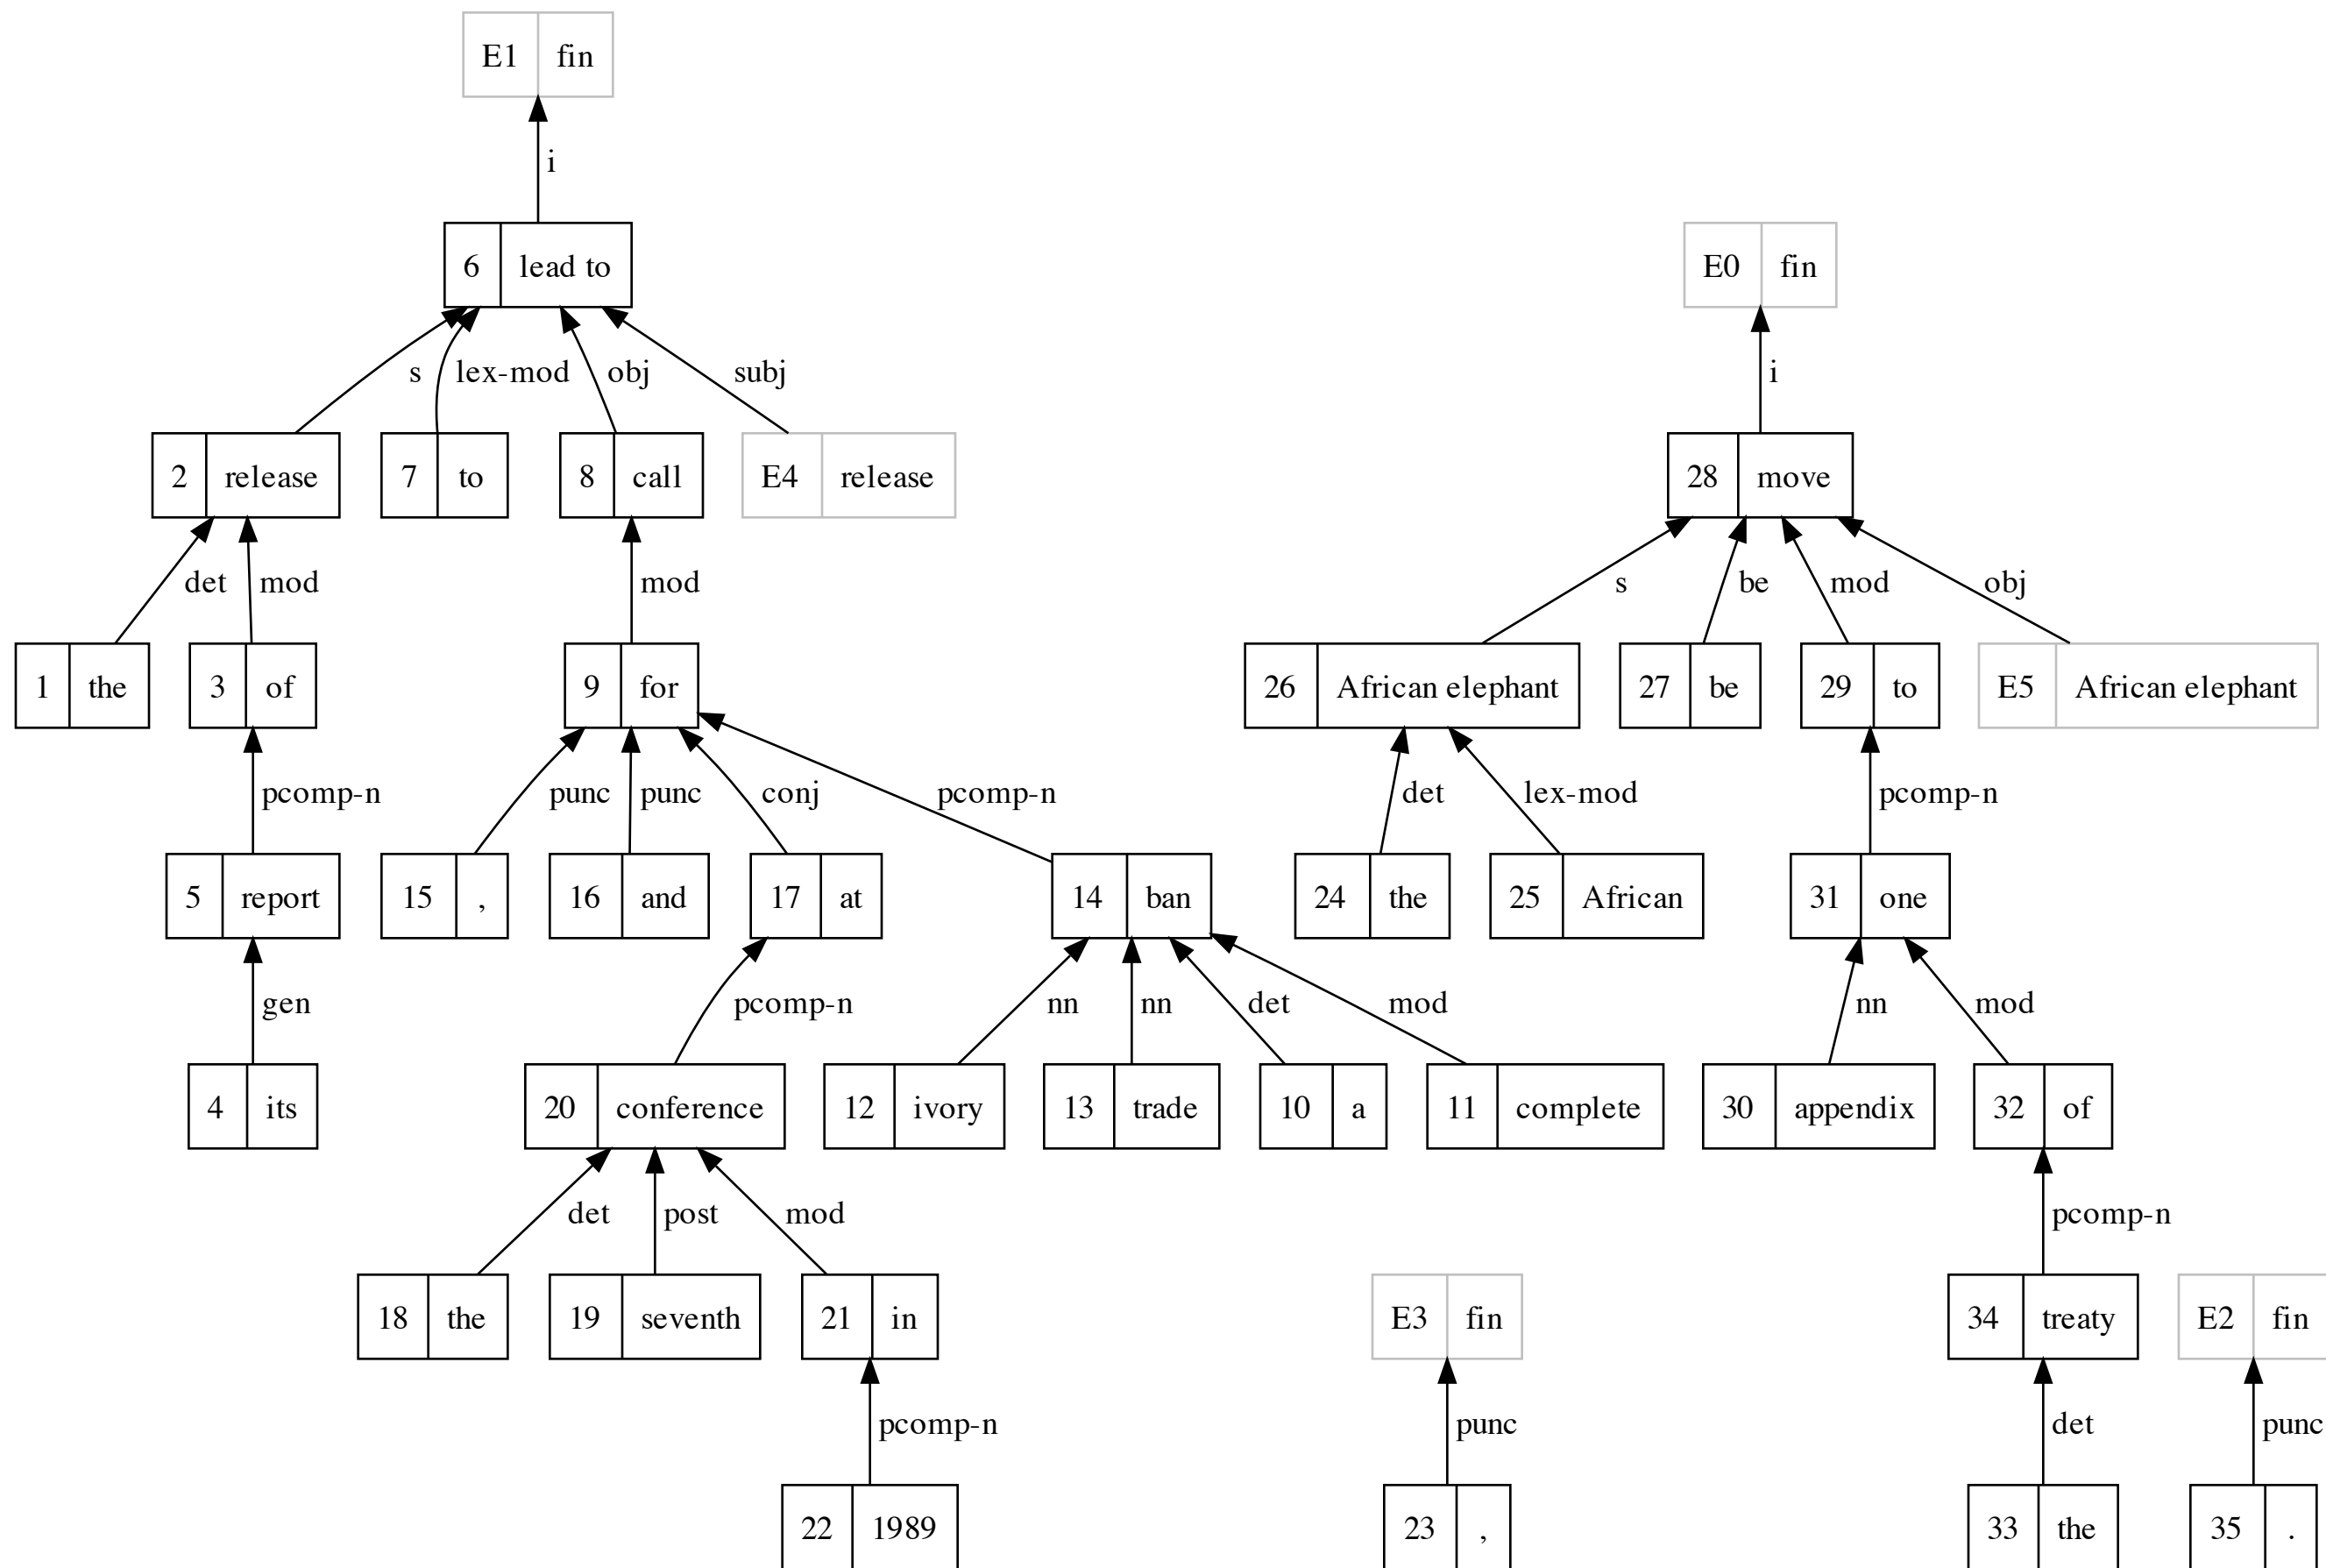 E1 fin
i
6 lead to
E0 fin
s lex-mod obj subj
i
2 release 7 to 8 call E4 release
28 move
det mod mod
s be mod obj
1 the 3 of 9 for
26 African elephant 27 be 29 to E5 African elephant
pcomp-n punc punc conj pcomp-n
det lex-mod pcomp-n
5 report 15 , 16 and 17 at 14 ban
24 the 25 African 31 one
gen pcomp-n nn nn det mod
nn mod
4 its 20 conference 12 ivory 13 trade 10 a 11 complete
30 appendix 32 of
det post mod
pcomp-n
18 the 19 seventh 21 in
E3 fin 34 treaty E2 fin
pcomp-n punc det punc
22 1989 23 , 33 the 35 .